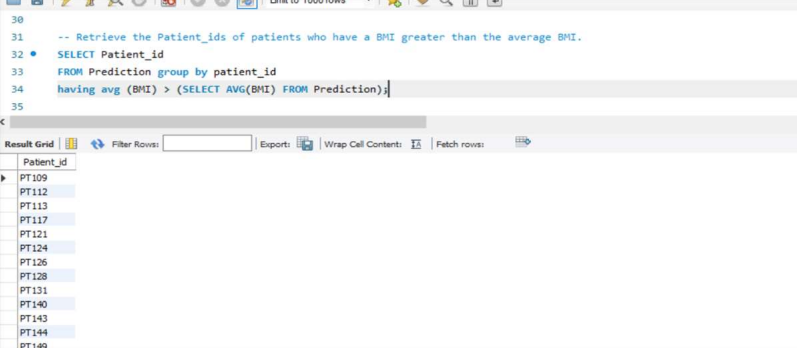 Limit to 1000 rows
30
31 -- Retrieve the Patient_ids of patients who have a BMI greater than the average BMI.
32 SELECT Patient_id
33 FROM Prediction group by patient_id
34 having avg (BMI) > (SELECT AVG(BMI) FROM Prediction);
35
Result Grid Filter Rows: Export: Wrap Cell Content: Fetch rows:
Patient_id
PT109
PT112
PT113
PT117
PT121
PT124
PT126
PT128
PT131
PT140
PT143
PT144
PT149